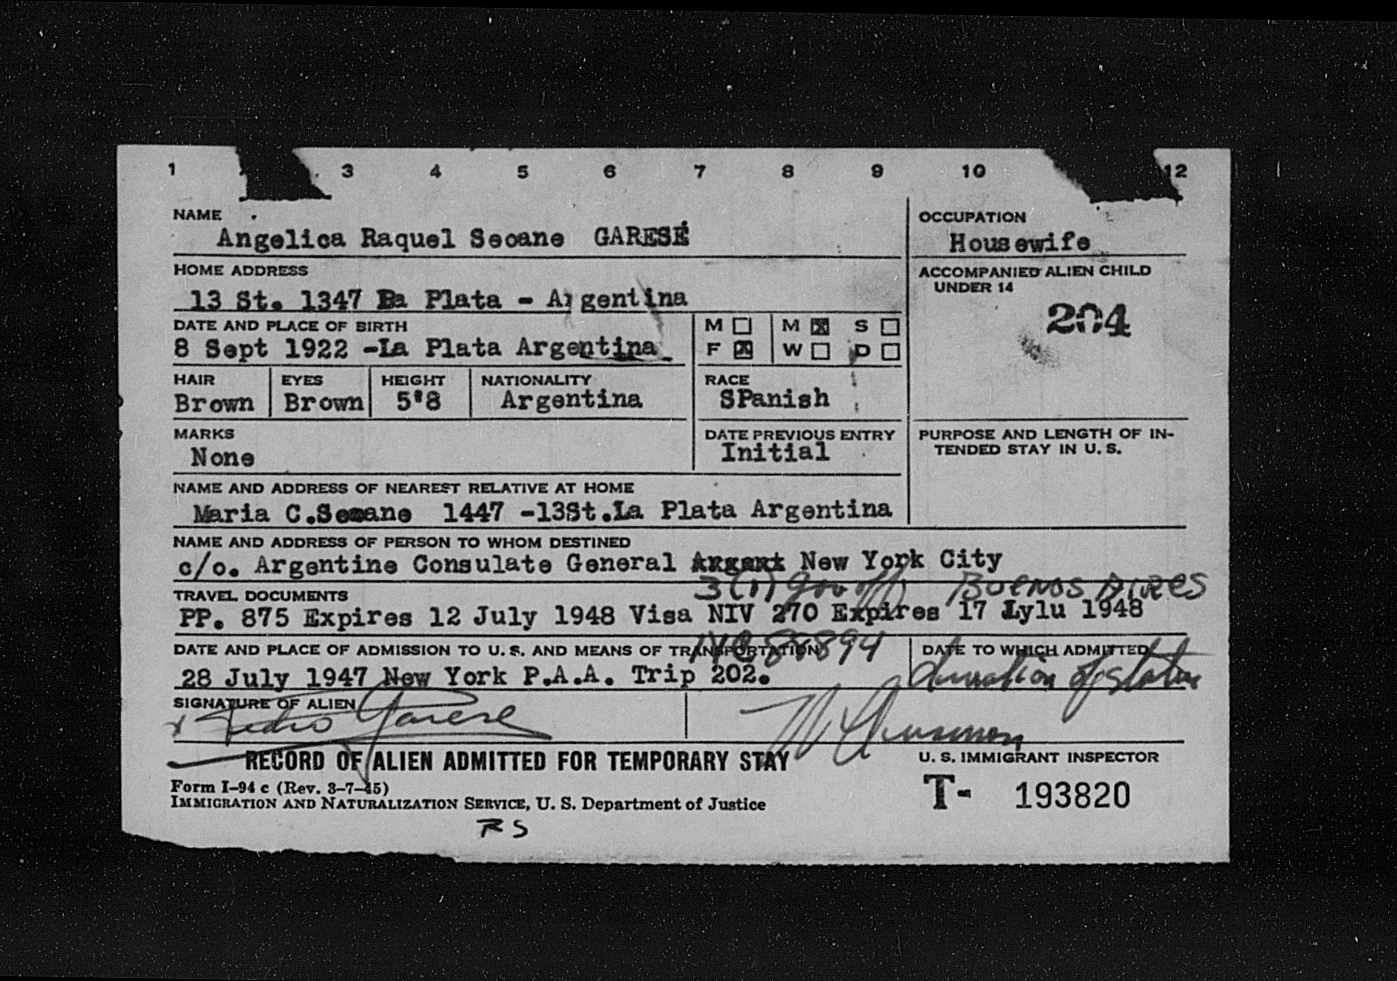 1 3 4 5 6 7 8 9 10 12
NAME
Angelica Raquel Seoane GARESÉ
OCCUPATION
Housewife
HOME ADDRESS
13 St. 1347 La Plata - Argentina
ACCOMPANIED ALIEN CHILD
UNDER 14
204
DATE AND PLACE OF BIRTH
8 Sept 1922 -La Plata Argentina
M ☐ M ☒ S ☐
F ☒ W ☐ D ☐
HAIR EYES HEIGHT NATIONALITY RACE
Brown Brown 5'8 Argentina SPanish
MARKS
None
DATE PREVIOUS ENTRY
Initial
PURPOSE AND LENGTH OF IN-
TENDED STAY IN U. S.
NAME AND ADDRESS OF NEAREST RELATIVE AT HOME
Maria C. 1447 -13St.La Plata Argentina
NAME AND ADDRESS OF PERSON TO WHOM DESTINED
c/o. Argentine Consulate General New York City
3(1) BUENOS AIRES
TRAVEL DOCUMENTS
PP. 875 Expires 12 July 1948 Visa NIV 270 Expires 17 Lylu 1948
DATE AND PLACE OF ADMISSION TO U. S. AND MEANS OF TRANSPORTATION
28 July 1947 New York P.A.A. Trip 202.
DATE TO WHICH ADMITTED
duration of status
SIGNATURE OF ALIEN
Pedro Garese
RECORD OF ALIEN ADMITTED FOR TEMPORARY STAY
U. S. IMMIGRANT INSPECTOR
Form I-94 c (Rev. 3-7-45)
IMMIGRATION AND NATURALIZATION SERVICE, U. S. Department of Justice
T- 193820
RS